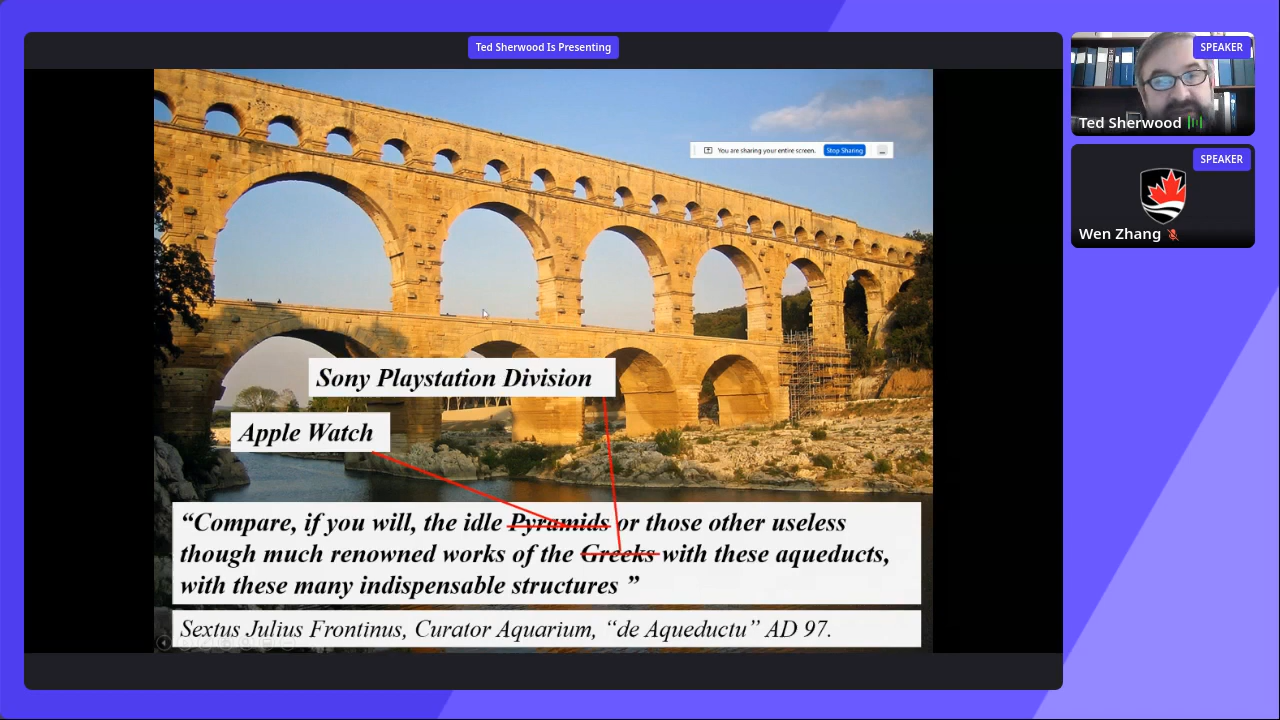 Ted Sherwood Is Presenting
SPEAKER
Ted Sherwood
SPEAKER
Wen Zhang
You are sharing your entire screen.
Stop Sharing
Sony Playstation Division
Apple Watch
“Compare, if you will, the idle Pyramids or those other useless
though much renowned works of the Greeks with these aqueducts,
with these many indispensable structures ”
Sextus Julius Frontinus, Curator Aquarium, “de Aqueductu” AD 97.